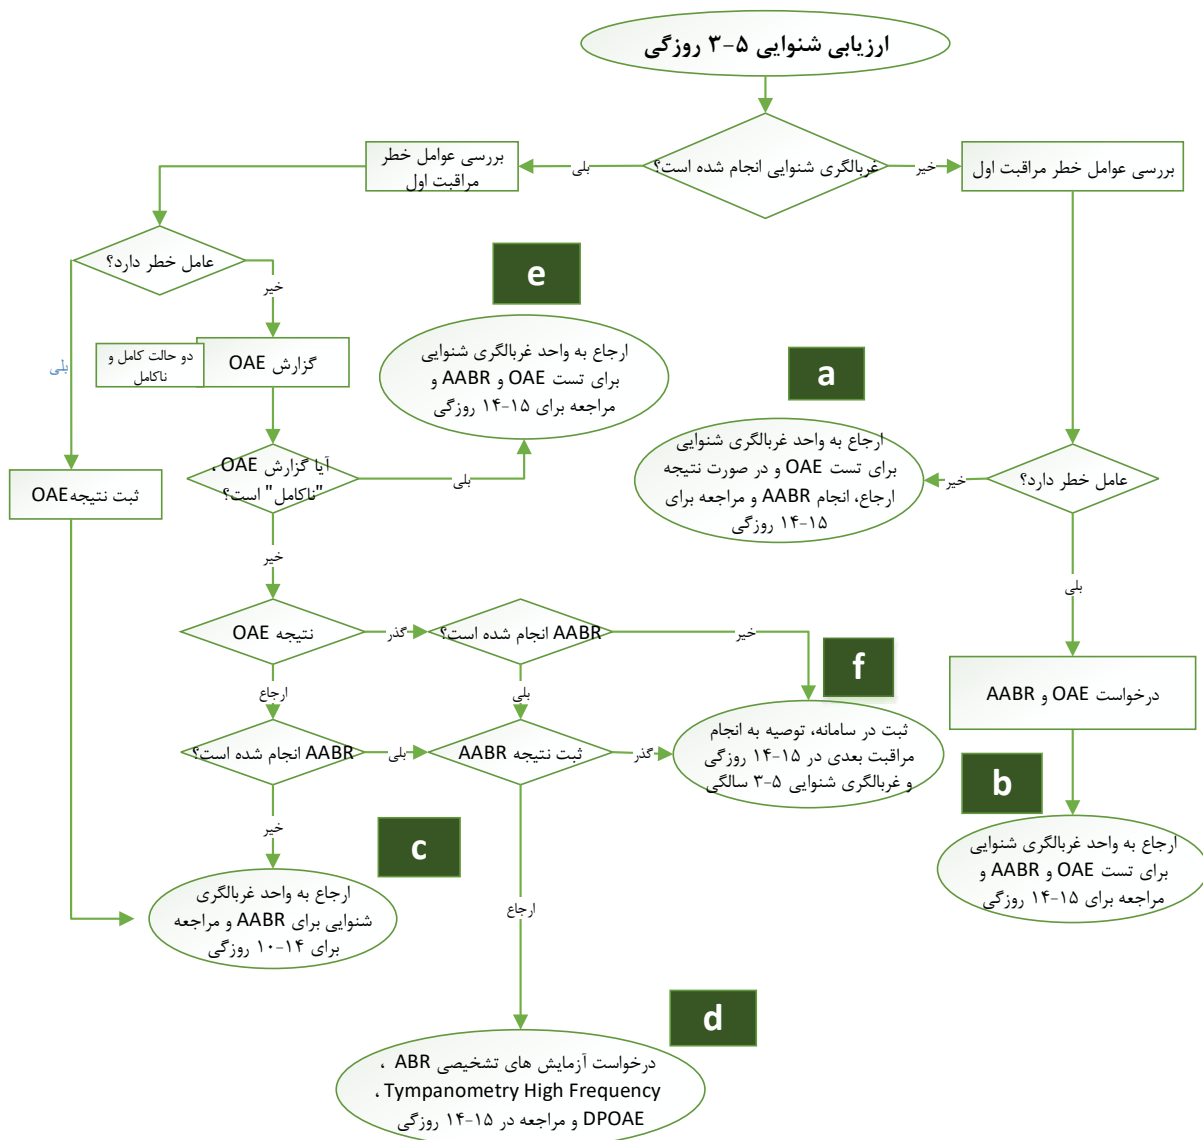 ارزیابی شنوایی ۵-۳ روزگی
غربالگری شنوایی انجام شده است؟
خیر
بررسی عوامل خطر مراقبت اول
بلی
بررسی عوامل خطر
مراقبت اول
عامل خطر دارد؟
خیر
بلی
گزارش OAE
دو حالت کامل و
ناکامل
e
ارجاع به واحد غربالگری شنوایی
برای تست OAE و AABR و
مراجعه برای ۱۵-۱۴ روزگی
a
ارجاع به واحد غربالگری شنوایی
برای تست OAE و در صورت نتیجه
ارجاع، انجام AABR و مراجعه برای
۱۵-۱۴ روزگی
خیر
عامل خطر دارد؟
بلی
آیا گزارش OAE ،
"ناکامل" است؟
بلی
ثبت نتیجه OAE
خیر
نتیجه OAE
گذر
AABR انجام شده است؟
خیر
ارجاع
بلی
f
درخواست OAE و AABR
AABR انجام شده است؟
بلی
ثبت نتیجه AABR
گذر
ثبت در سامانه، توصیه به انجام
مراقبت بعدی در ۱۵-۱۴ روزگی
و غربالگری شنوایی ۵-۳ سالگی
b
خیر
c
ارجاع به واحد غربالگری شنوایی
برای تست OAE و AABR و
مراجعه برای ۱۵-۱۴ روزگی
ارجاع به واحد غربالگری
شنوایی برای AABR و مراجعه
برای ۱۴-۱۰ روزگی
ارجاع
d
درخواست آزمایش های تشخیصی ABR ،
Tympanometry High Frequency ،
DPOAE و مراجعه در ۱۵-۱۴ روزگی